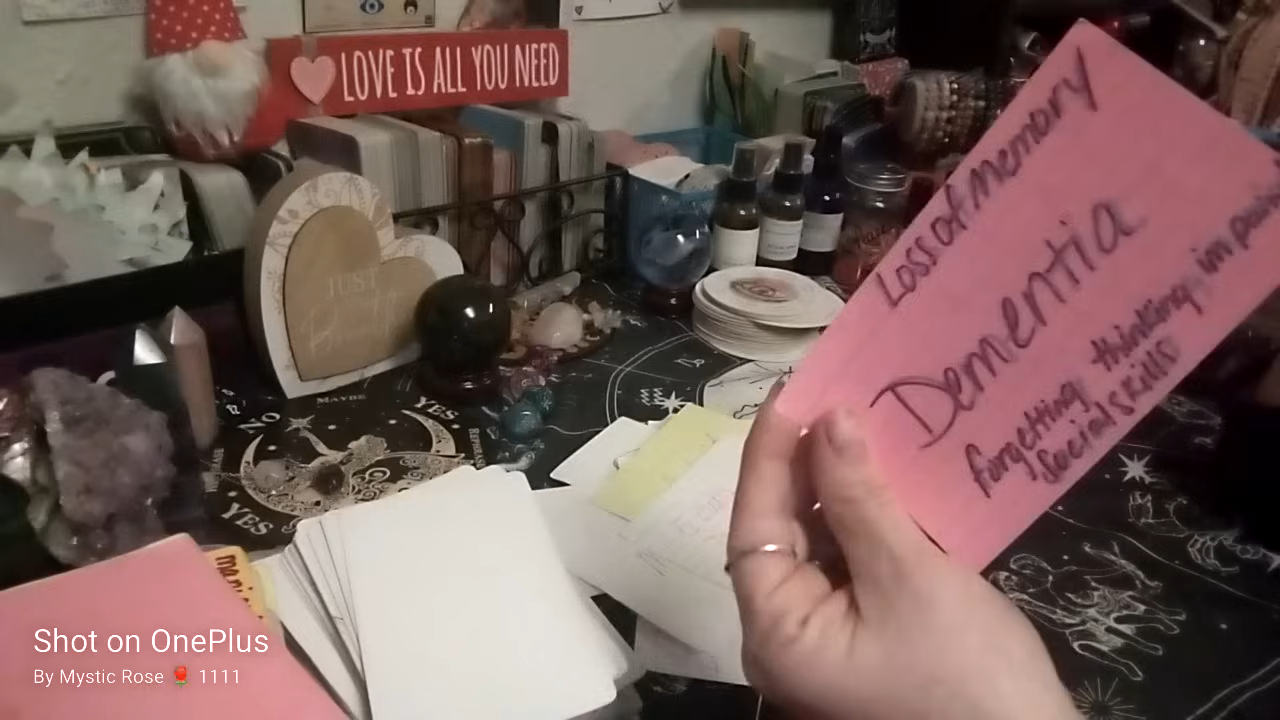 LOVE IS ALL YOU NEED
JUST
Loss of memory
Dementia
forgetting thinking
social skills
MAYBE
NO
YES
YES
Shot on OnePlus
By Mystic Rose 🌹 1111